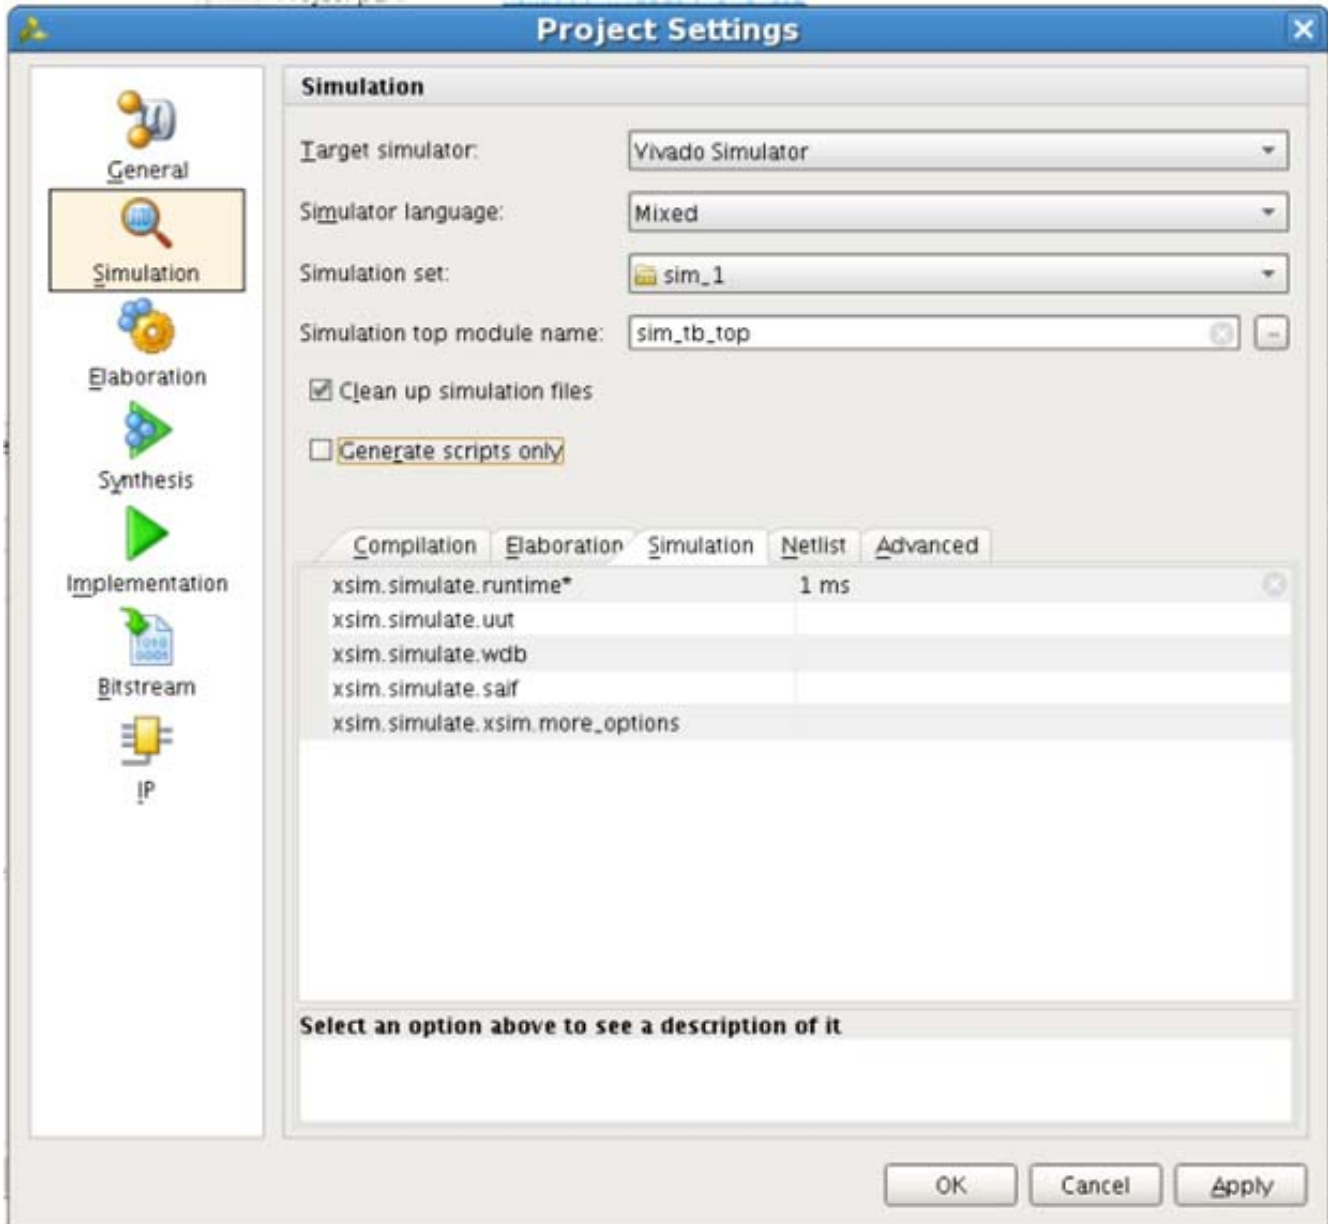 Project Settings
General
Simulation
Elaboration
Synthesis
Implementation
Bitstream
IP
Simulation
Target simulator: Vivado Simulator
Simulator language: Mixed
Simulation set: sim_1
Simulation top module name: sim_tb_top
Clean up simulation files
Generate scripts only
Compilation Elaboration Simulation Netlist Advanced
xsim.simulate.runtime* 1 ms
xsim.simulate.uut
xsim.simulate.wdb
xsim.simulate.saif
xsim.simulate.xsim.more_options
Select an option above to see a description of it
OK Cancel Apply